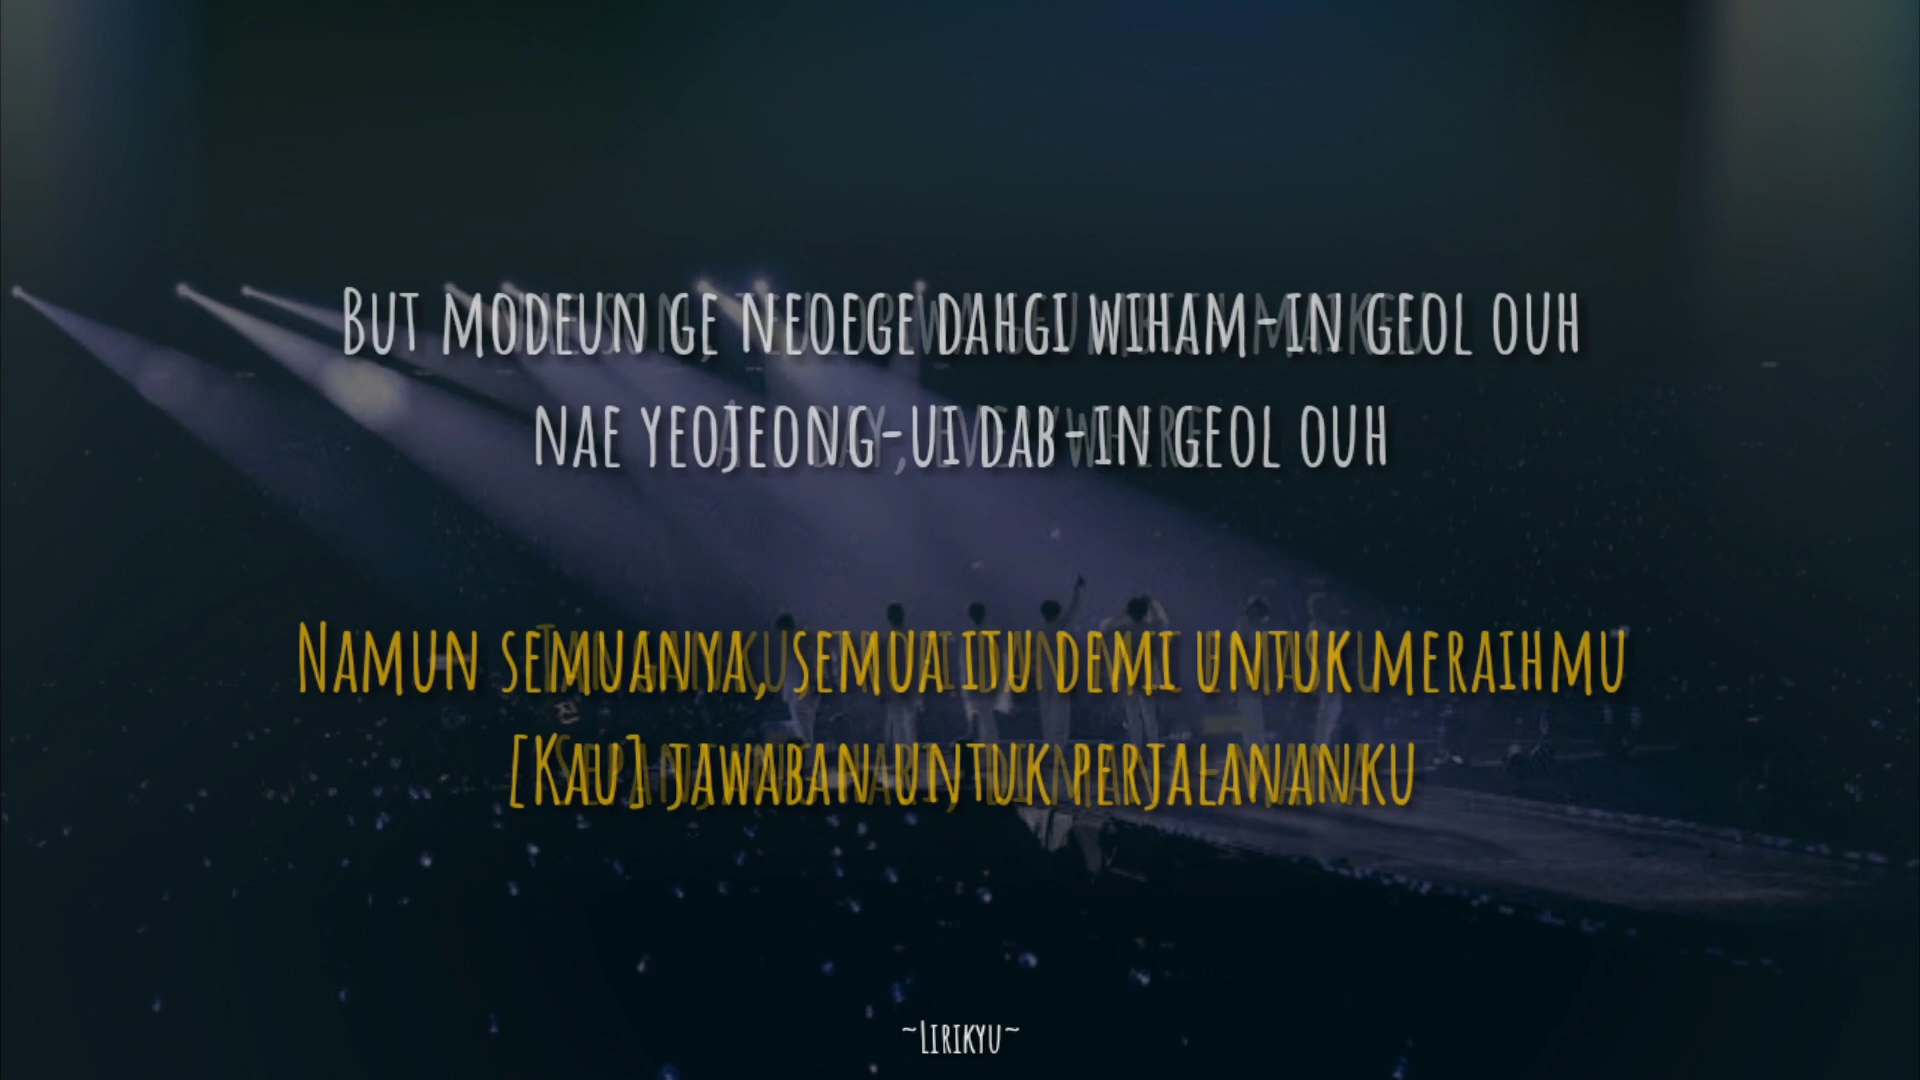 But modeun ge neoege dahgi wiham-in geol ouh
nae yeojeong-ui dab-in geol ouh
Namun semuanya, semua itu demi untuk meraihmu
[Kau] jawaban untuk perjalananku
~Lirikyu~